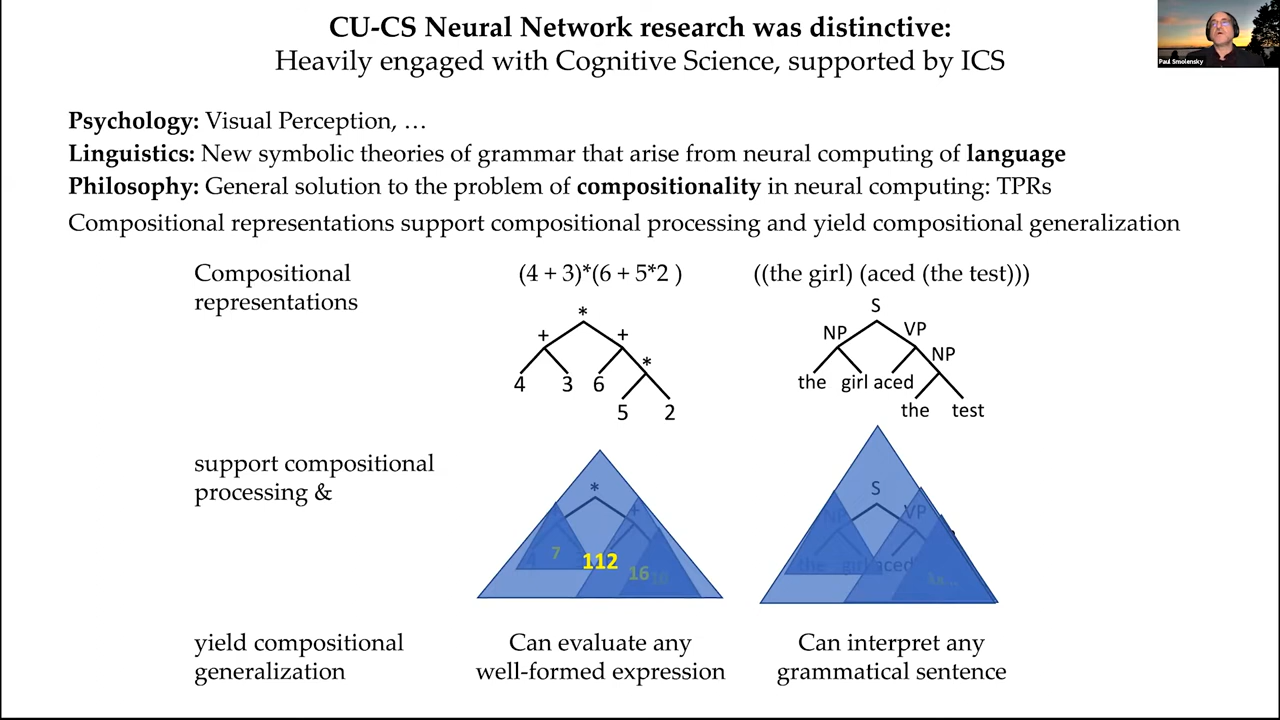 CU-CS Neural Network research was distinctive:
Heavily engaged with Cognitive Science, supported by ICS
Paul Smolensky
Psychology: Visual Perception, …
Linguistics: New symbolic theories of grammar that arise from neural computing of language
Philosophy: General solution to the problem of compositionality in neural computing: TPRs
Compositional representations support compositional processing and yield compositional generalization
Compositional
representations
(4 + 3)*(6 + 5*2 )
*
+ +
*
4 3 6
5 2
((the girl) (aced (the test)))
S
NP VP
NP
the girl aced
the test
support compositional
processing &
*
+
7
112
16
10
S
NP VP
the girl aced
yield compositional
generalization
Can evaluate any
well-formed expression
Can interpret any
grammatical sentence